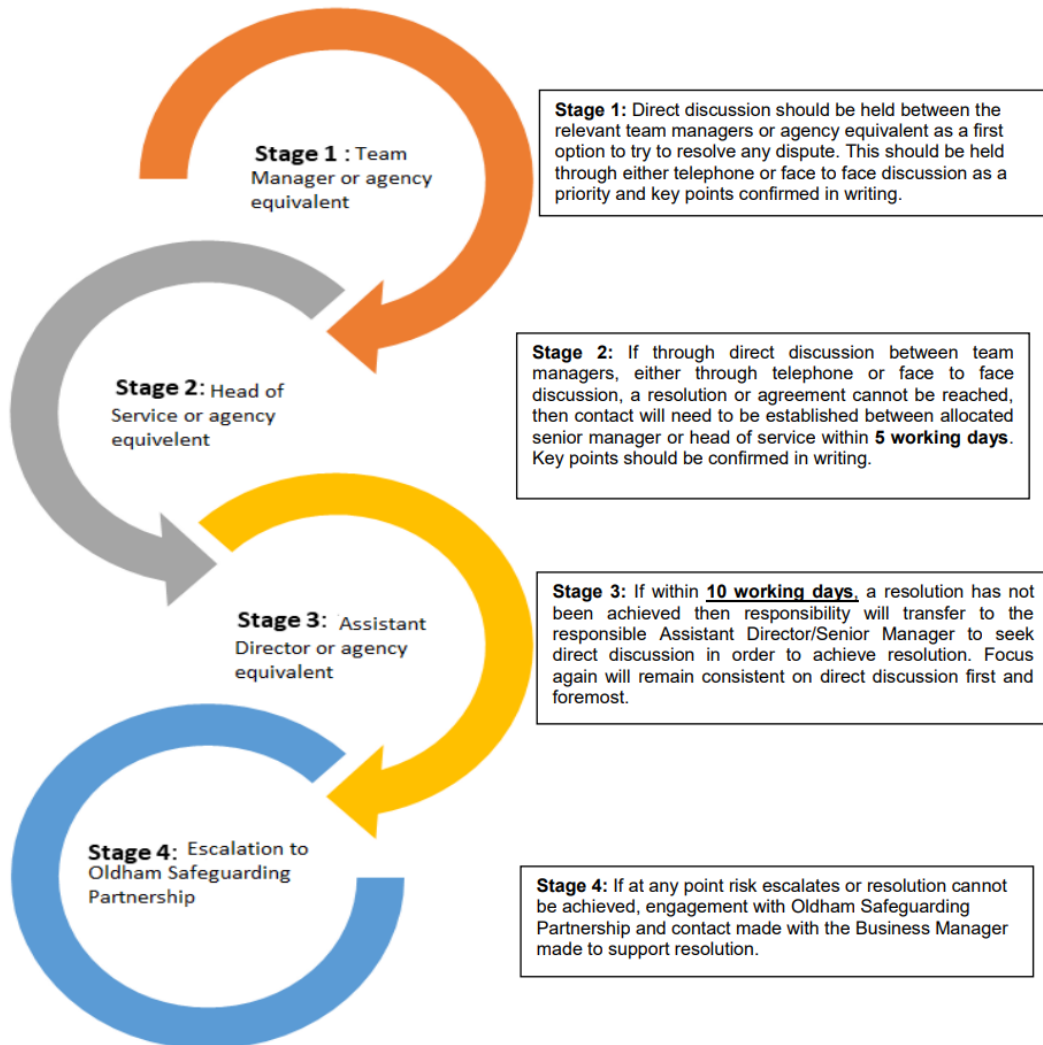 Stage 1 : Team
Manager or agency
equivalent
Stage 1: Direct discussion should be held between the
relevant team managers or agency equivalent as a first
option to try to resolve any dispute. This should be held
through either telephone or face to face discussion as a
priority and key points confirmed in writing.
Stage 2: Head of
Service or agency
equivelent
Stage 2: If through direct discussion between team
managers, either through telephone or face to face
discussion, a resolution or agreement cannot be reached,
then contact will need to be established between allocated
senior manager or head of service within 5 working days.
Key points should be confirmed in writing.
Stage 3: Assistant
Director or agency
equivalent
Stage 3: If within 10 working days, a resolution has not
been achieved then responsibility will transfer to the
responsible Assistant Director/Senior Manager to seek
direct discussion in order to achieve resolution. Focus
again will remain consistent on direct discussion first and
foremost.
Stage 4: Escalation to
Oldham Safeguarding
Partnership
Stage 4: If at any point risk escalates or resolution cannot
be achieved, engagement with Oldham Safeguarding
Partnership and contact made with the Business Manager
made to support resolution.